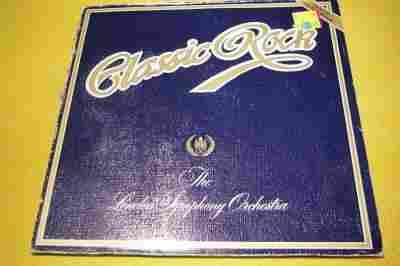 Classic Rock
The
London Symphony Orchestra